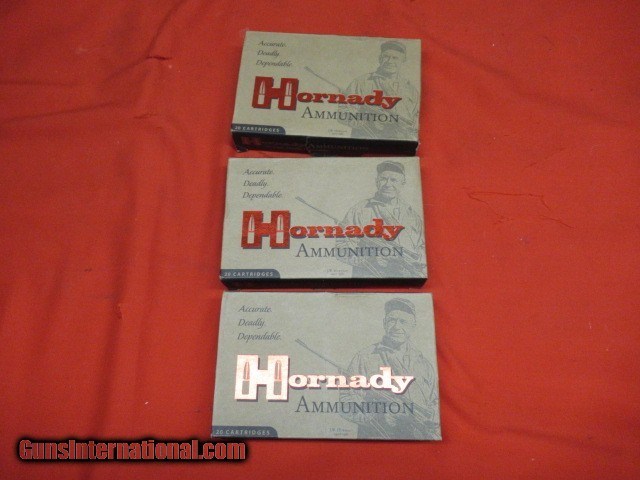 Accurate.
Deadly.
Dependable.
Hornady
AMMUNITION
20 CARTRIDGES
Accurate.
Deadly.
Dependable.
Hornady
AMMUNITION
20 CARTRIDGES
Accurate.
Deadly.
Dependable.
Hornady
AMMUNITION
20 CARTRIDGES
GunsInternational.com